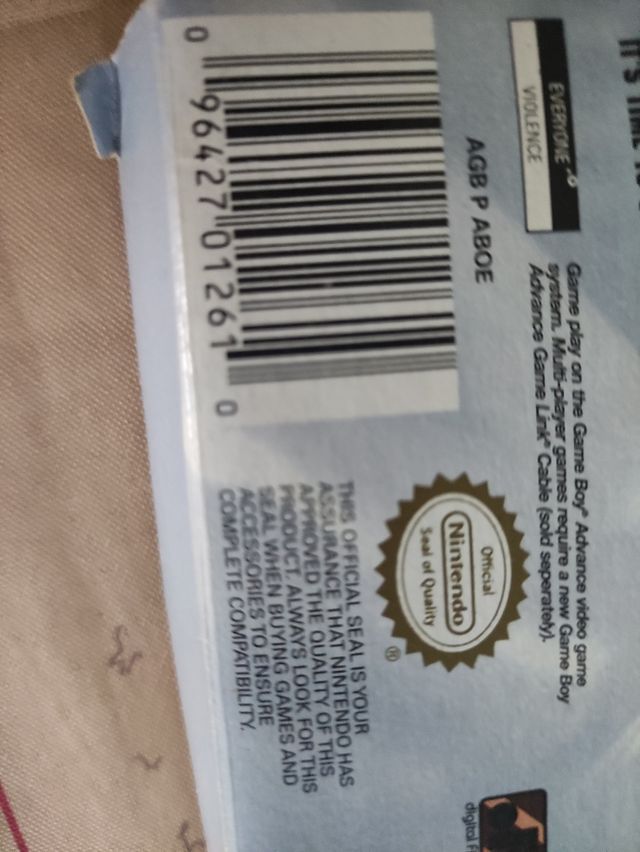 IT'S
EVERYONE
VIOLENCE
Game play on the Game Boy® Advance video game
system. Multi-player games require a new Game Boy
Advance Game Link® Cable (sold seperately).
AGB P ABOE
0 96427 01261 0
Official
Nintendo
Seal of Quality
®
THIS OFFICIAL SEAL IS YOUR
ASSURANCE THAT NINTENDO HAS
APPROVED THE QUALITY OF THIS
PRODUCT. ALWAYS LOOK FOR THIS
SEAL WHEN BUYING GAMES AND
ACCESSORIES TO ENSURE
COMPLETE COMPATIBILITY.
digital